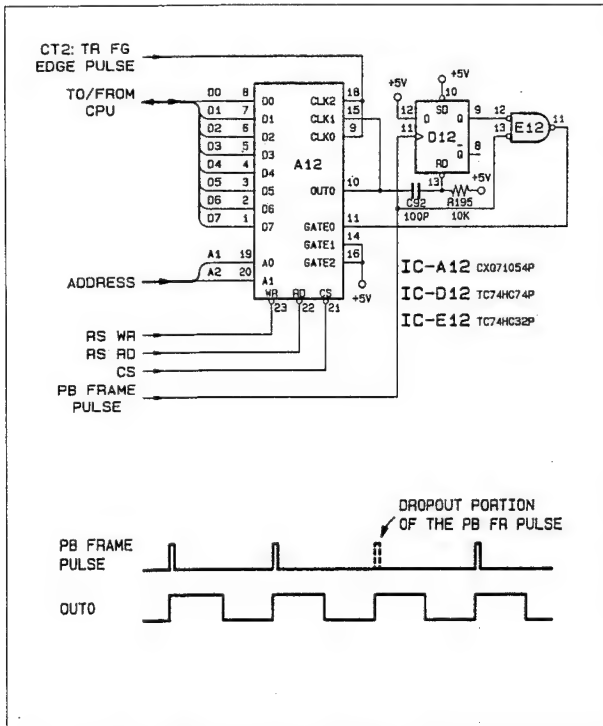 CT2: TR FG
EDGE PULSE
TO/FROM
CPU
D0 8 D0 CLK2 18
D1 7 D1 CLK1 15
D2 6 D2 CLK0 9
D3 5 D3
D4 4 D4 A12
D5 3 D5 OUT0 10
D6 2 D6
D7 1 D7 GATE0 11
GATE1 14
A1 19 A0 GATE2 16
A2 20 A1
WR RD CS
23 22 21
+5V
+5V
+5V
10
SD
12 D Q 9
11 D12
Q 8
RD
13
12
13 E12 11
C92
100P
R195
10K
+5V
ADDRESS
RS WR
RS RD
CS
PB FRAME
PULSE
IC-A12 CXQ71054P
IC-D12 TC74HC74P
IC-E12 TC74HC32P
DROPOUT PORTION
OF THE PB FR PULSE
PB FRAME
PULSE
OUT0